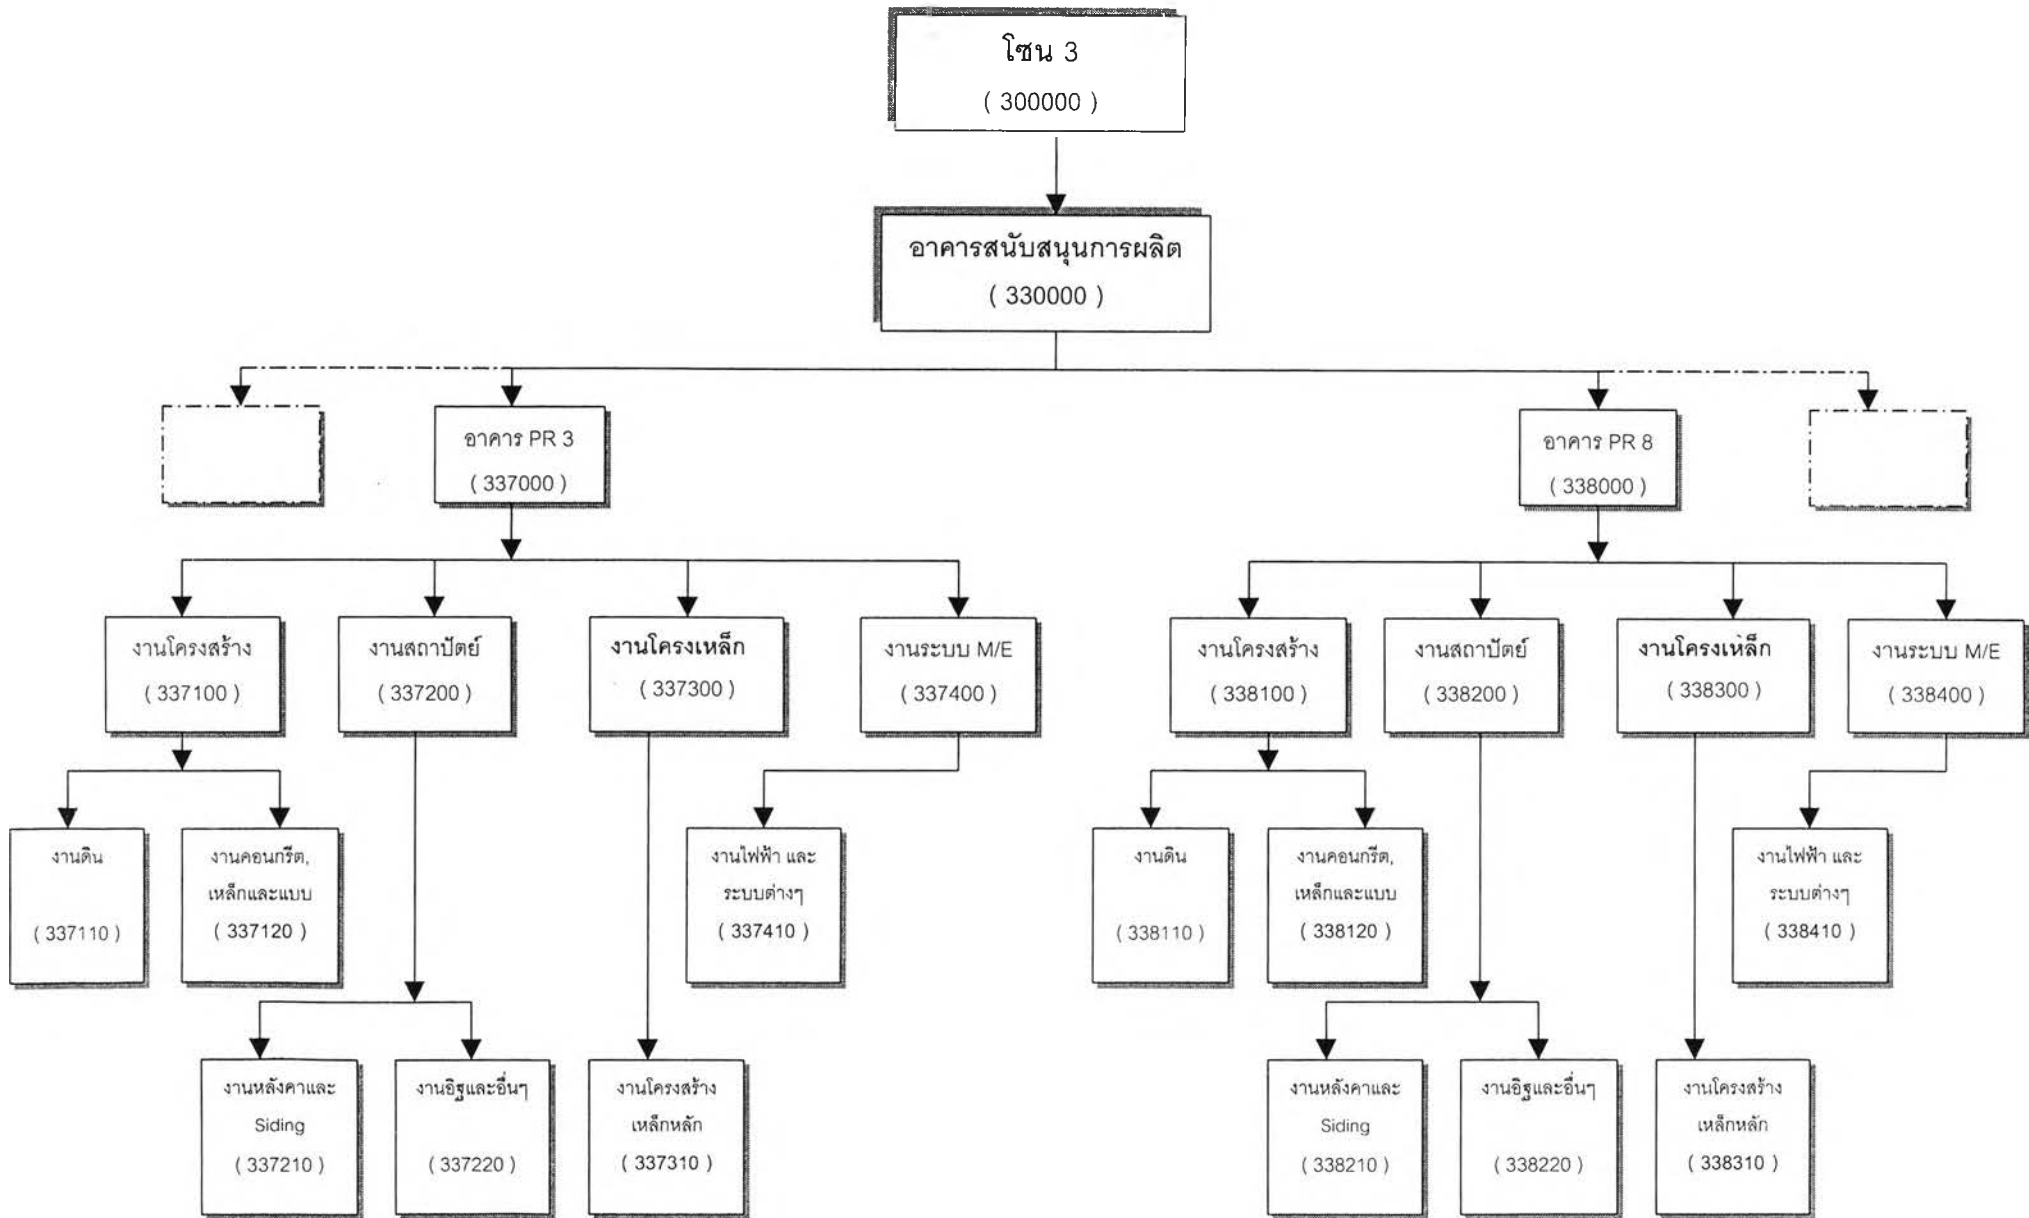 โซน 3
( 300000 )
อาคารสนับสนุนการผลิต
( 330000 )
อาคาร PR 3
( 337000 )
อาคาร PR 8
( 338000 )
งานโครงสร้าง
( 337100 )
งานสถาปัตย์
( 337200 )
งานโครงเหล็ก
( 337300 )
งานระบบ M/E
( 337400 )
งานโครงสร้าง
( 338100 )
งานสถาปัตย์
( 338200 )
งานโครงเหล็ก
( 338300 )
งานระบบ M/E
( 338400 )
งานดิน
( 337110 )
งานคอนกรีต,
เหล็กและแบบ
( 337120 )
งานไฟฟ้า และ
ระบบต่างๆ
( 337410 )
งานดิน
( 338110 )
งานคอนกรีต,
เหล็กและแบบ
( 338120 )
งานไฟฟ้า และ
ระบบต่างๆ
( 338410 )
งานหลังคาและ
Siding
( 337210 )
งานอิฐและอื่นๆ
( 337220 )
งานโครงสร้าง
เหล็กหลัก
( 337310 )
งานหลังคาและ
Siding
( 338210 )
งานอิฐและอื่นๆ
( 338220 )
งานโครงสร้าง
เหล็กหลัก
( 338310 )